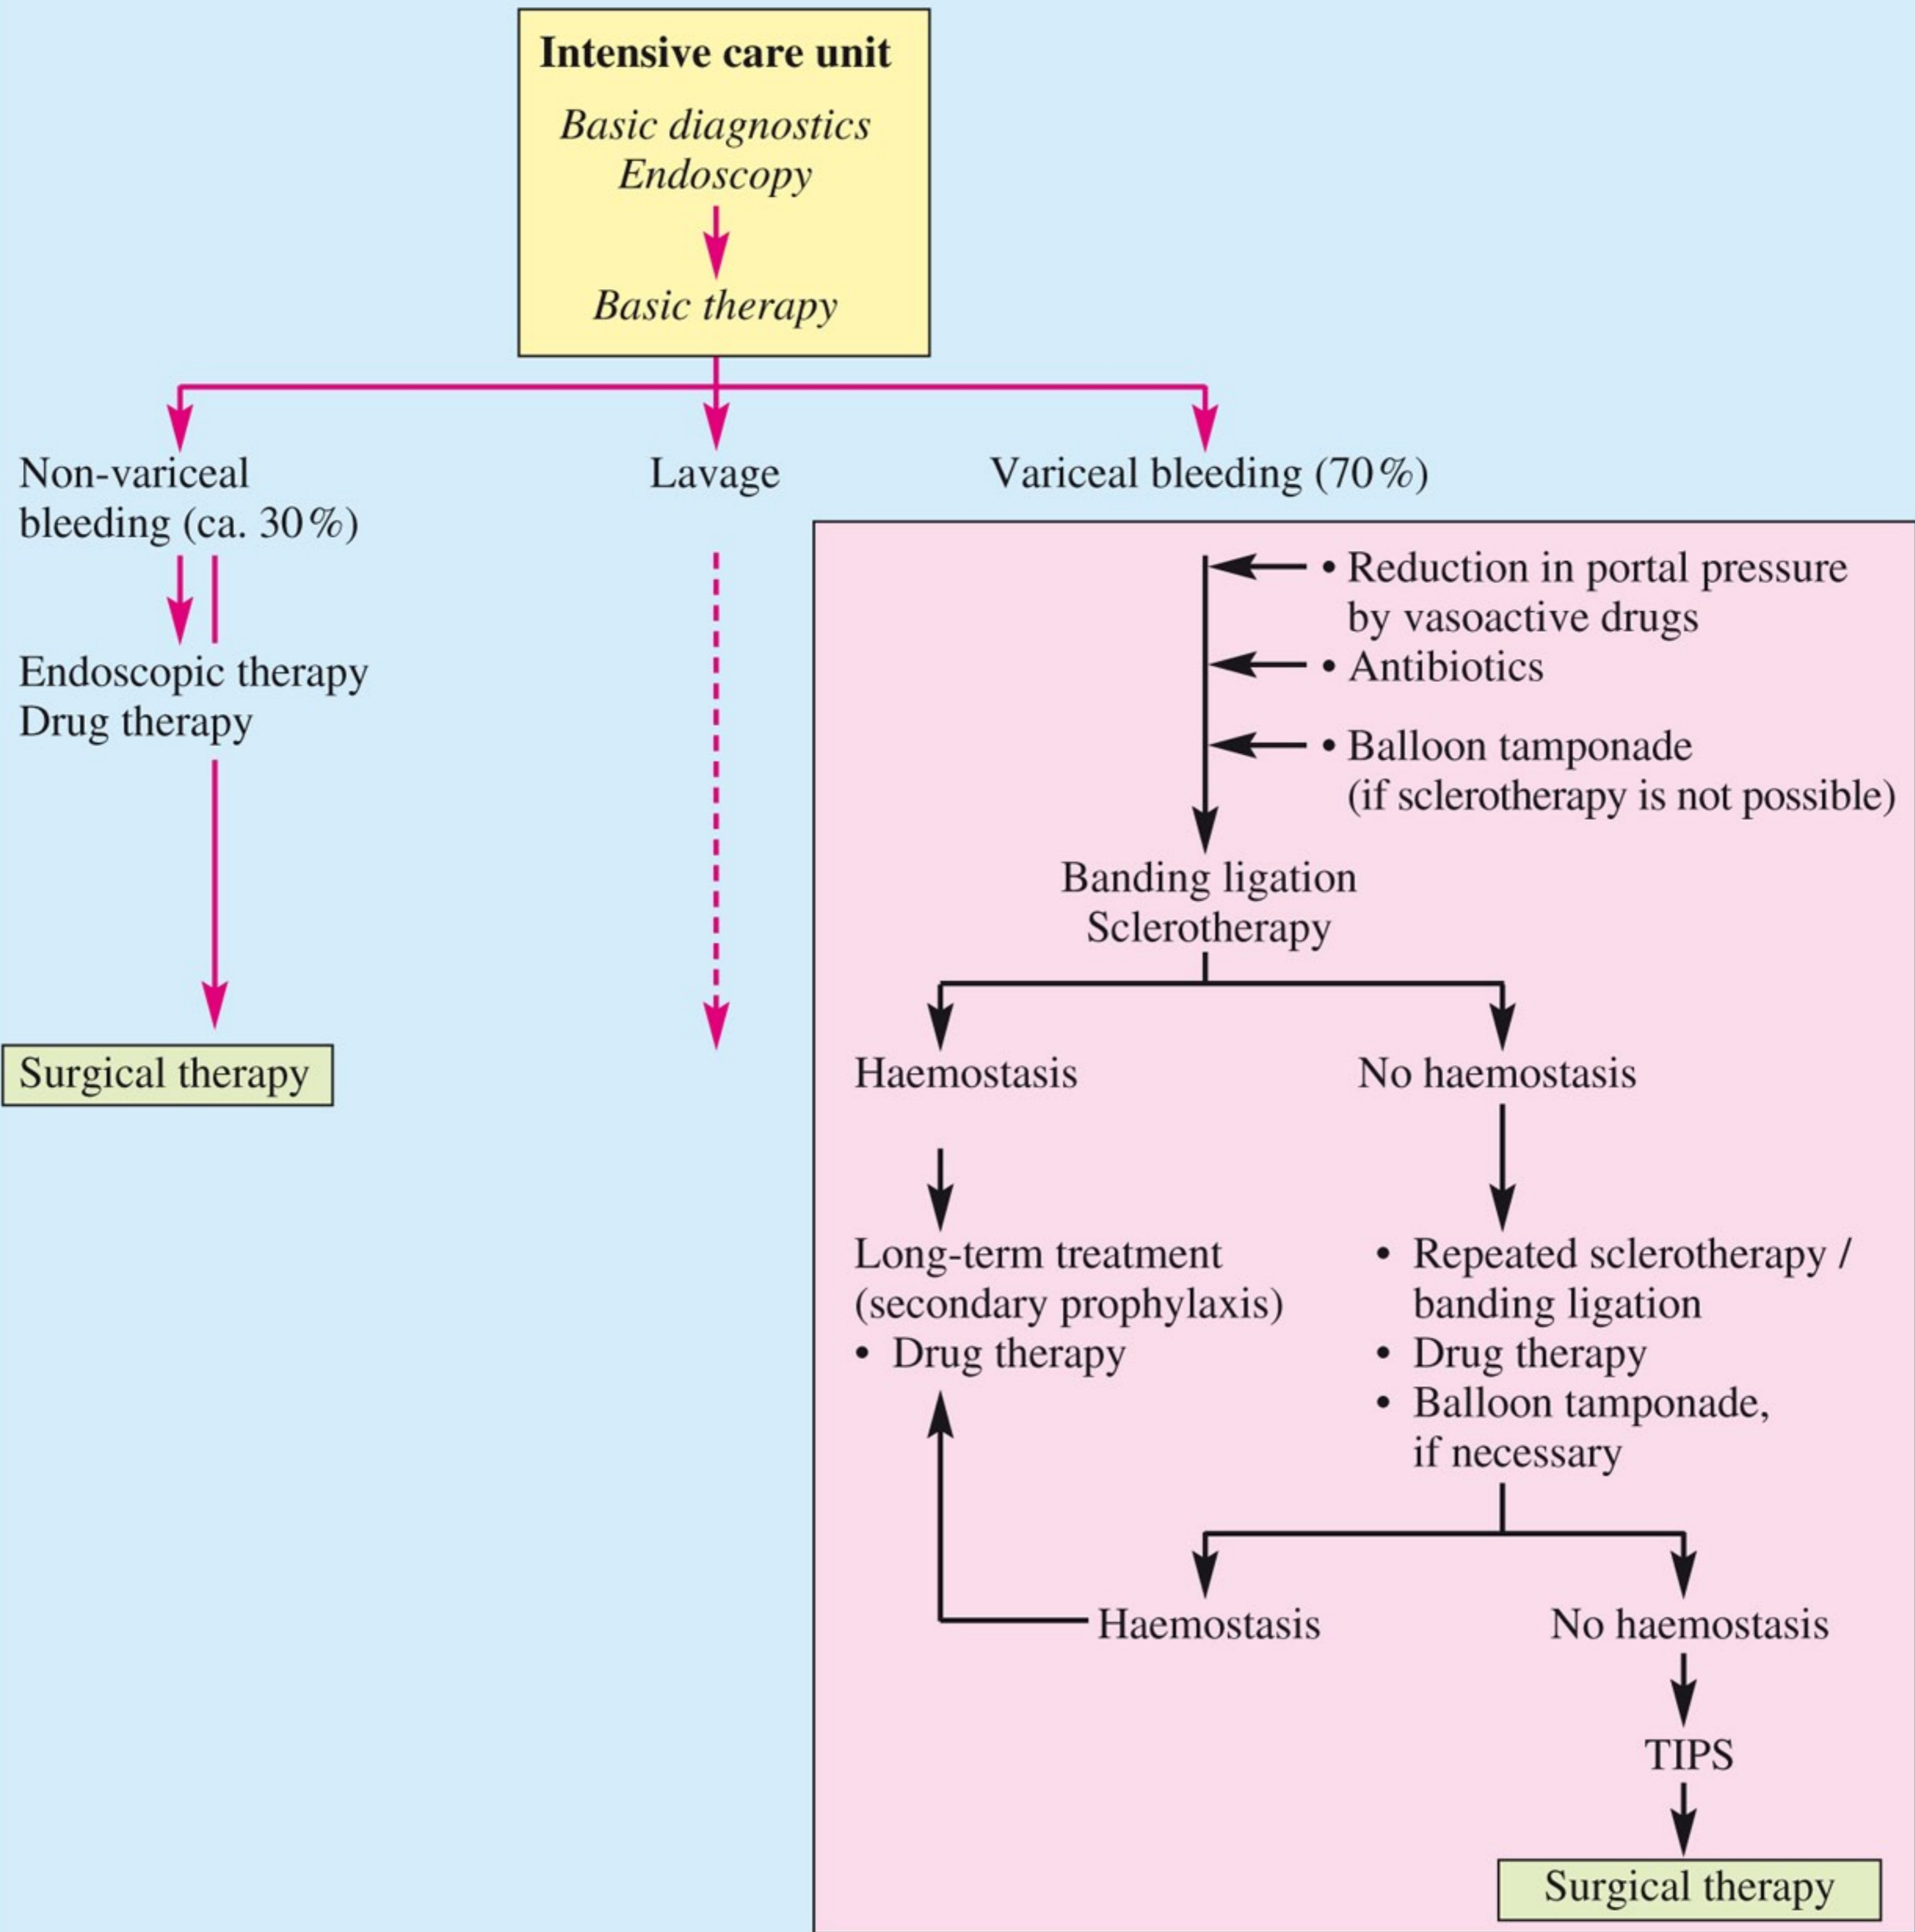 Intensive care unit
Basic diagnostics
Endoscopy
Basic therapy
Non-variceal
bleeding (ca. 30%)
Lavage
Variceal bleeding (70%)
Endoscopic therapy
Drug therapy
Surgical therapy
• Reduction in portal pressure
by vasoactive drugs
• Antibiotics
• Balloon tamponade
(if sclerotherapy is not possible)
Banding ligation
Sclerotherapy
Haemostasis
No haemostasis
Long-term treatment
(secondary prophylaxis)
• Drug therapy
• Repeated sclerotherapy /
banding ligation
• Drug therapy
• Balloon tamponade,
if necessary
Haemostasis
No haemostasis
TIPS
Surgical therapy